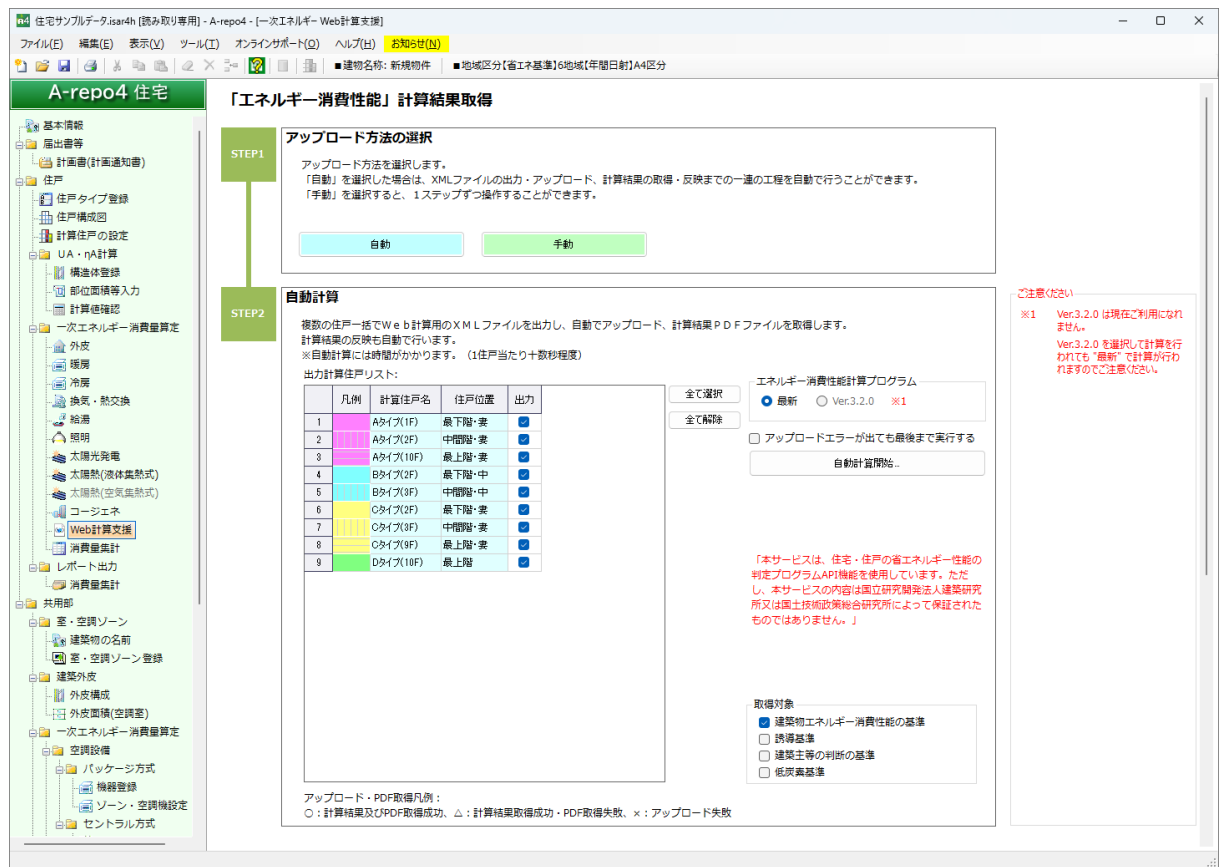 住宅サンプルデータ.isar4h [読み取り専用] - A-repo4 - [一次エネルギー Web計算支援]
ファイル(F) 編集(E) 表示(V) ツール(T) オンラインサポート(O) ヘルプ(H) お知らせ(N)
■建物名称: 新規物件 ■地域区分【省エネ基準】6地域【年間日射】A4区分
A-repo4 住宅
基本情報
届出書等
計画書(計画通知書)
住戸
住戸タイプ登録
住戸構成図
計算住戸の設定
UA・ηA計算
構造体登録
部位面積等入力
計算値確認
一次エネルギー消費量算定
外皮
暖房
冷房
換気・熱交換
給湯
照明
太陽光発電
太陽熱(液体集熱式)
太陽熱(空気集熱式)
コージェネ
Web計算支援
消費量集計
レポート出力
消費量集計
共用部
室・空調ゾーン
建築物の名前
室・空調ゾーン登録
建築外皮
外皮構成
外皮面積(空調室)
一次エネルギー消費量算定
空調設備
パッケージ方式
機器登録
ゾーン・空調機設定
セントラル方式
「エネルギー消費性能」計算結果取得
STEP1
アップロード方法の選択
アップロード方法を選択します。
「自動」を選択した場合は、XMLファイルの出力・アップロード、計算結果の取得・反映までの一連の工程を自動で行うことができます。
「手動」を選択すると、１ステップずつ操作することができます。
自動 手動
STEP2
自動計算
複数の住戸一括でＷｅｂ計算用のＸＭＬファイルを出力し、自動でアップロード、計算結果ＰＤＦファイルを取得します。
計算結果の反映も自動で行います。
※自動計算には時間がかかります。（1住戸当たり十数秒程度）
出力計算住戸リスト:
凡例 計算住戸名 住戸位置 出力
1 Aタイプ(1F) 最下階・妻
2 Aタイプ(2F) 中間階・妻
3 Aタイプ(10F) 最上階・妻
4 Bタイプ(2F) 最下階・中
5 Bタイプ(3F) 中間階・中
6 Cタイプ(2F) 最下階・妻
7 Cタイプ(3F) 中間階・妻
8 Cタイプ(9F) 最上階・妻
9 Dタイプ(10F) 最上階
全て選択
全て解除
エネルギー消費性能計算プログラム
最新 Ver.3.2.0 ※1
アップロードエラーが出ても最後まで実行する
自動計算開始...
「本サービスは、住宅・住戸の省エネルギー性能の
判定プログラムAPI機能を使用しています。ただ
し、本サービスの内容は国立研究開発法人建築研究
所又は国土技術政策総合研究所によって保証された
ものではありません。」
取得対象
建築物エネルギー消費性能の基準
誘導基準
建築主等の判断の基準
低炭素基準
アップロード・PDF取得凡例：
○：計算結果及びPDF取得成功、△：計算結果取得成功・PDF取得失敗、×：アップロード失敗
ご注意ください
※1 Ver.3.2.0 は現在ご利用になれ
ません。
Ver.3.2.0 を選択して計算を行
われても "最新" で計算が行わ
れますのでご注意ください。